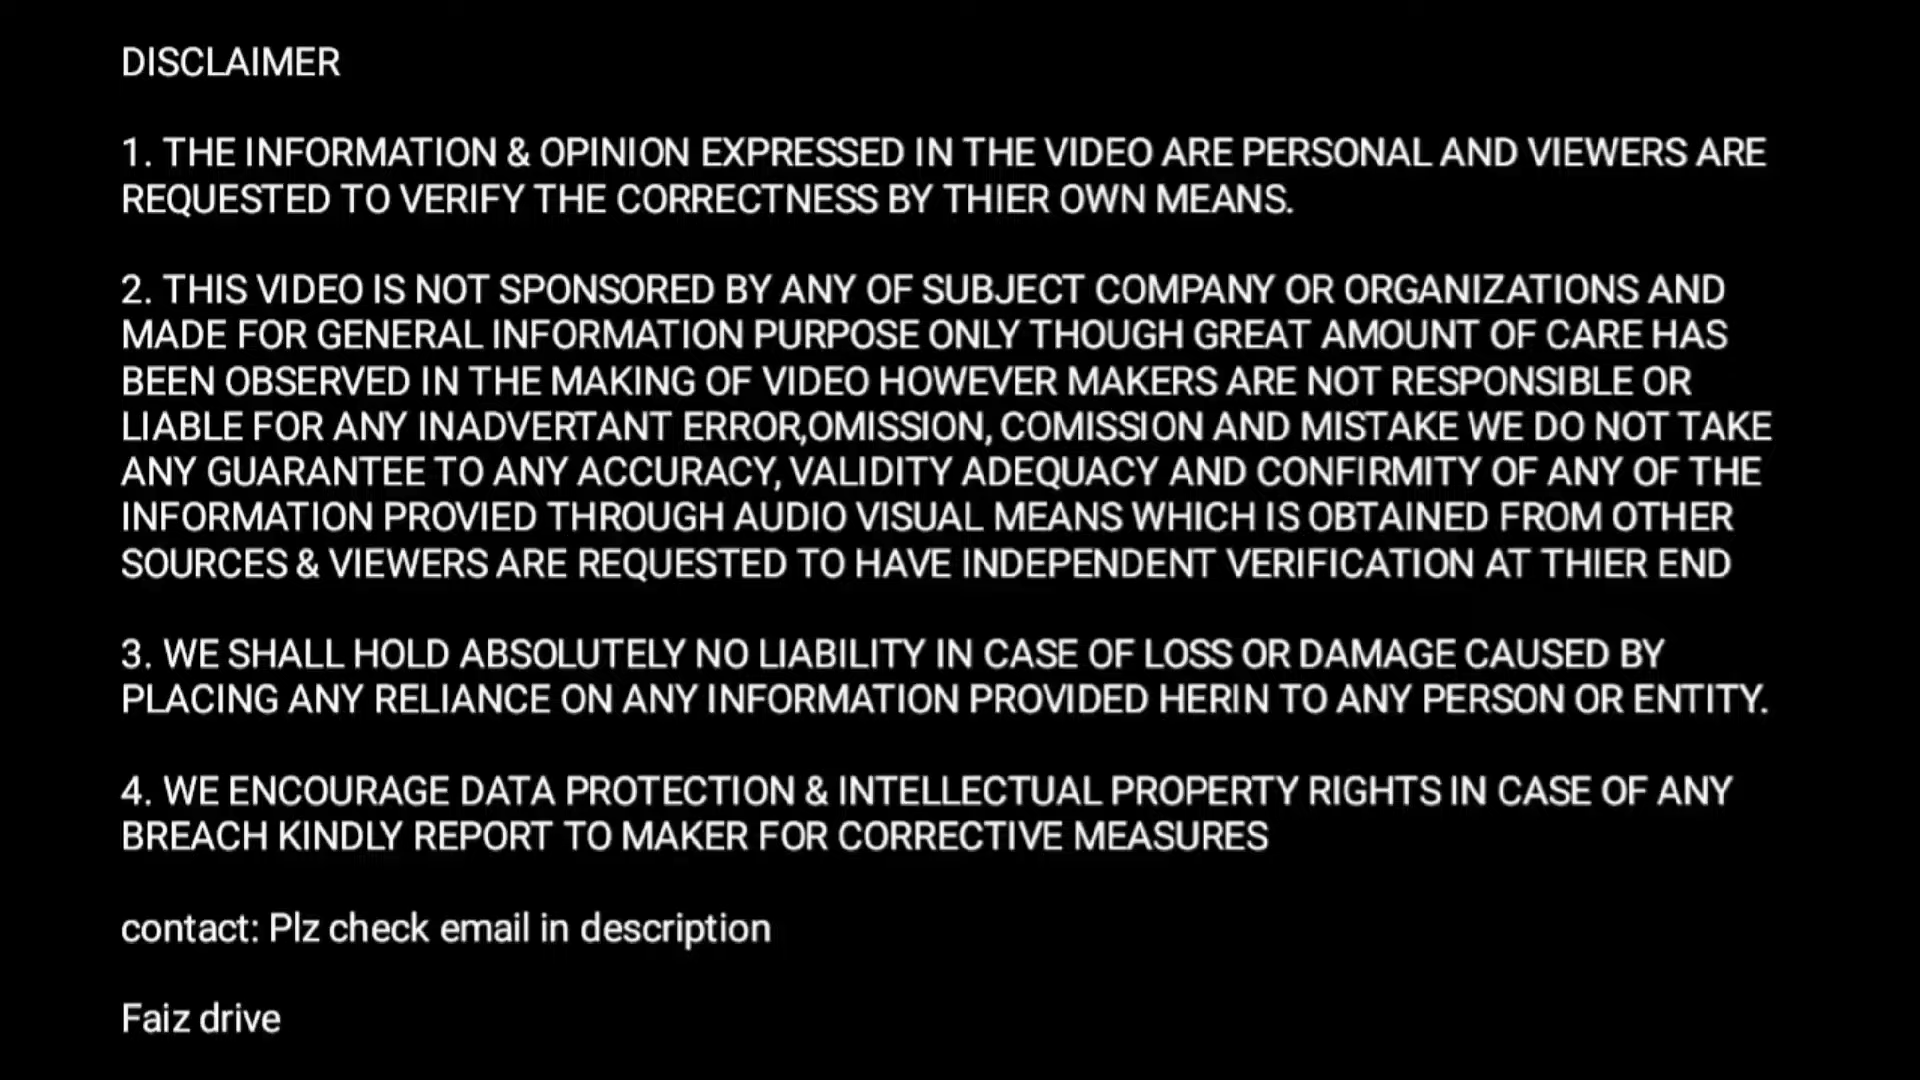 DISCLAIMER
1. THE INFORMATION & OPINION EXPRESSED IN THE VIDEO ARE PERSONAL AND VIEWERS ARE
REQUESTED TO VERIFY THE CORRECTNESS BY THIER OWN MEANS.
2. THIS VIDEO IS NOT SPONSORED BY ANY OF SUBJECT COMPANY OR ORGANIZATIONS AND
MADE FOR GENERAL INFORMATION PURPOSE ONLY THOUGH GREAT AMOUNT OF CARE HAS
BEEN OBSERVED IN THE MAKING OF VIDEO HOWEVER MAKERS ARE NOT RESPONSIBLE OR
LIABLE FOR ANY INADVERTANT ERROR,OMISSION, COMISSION AND MISTAKE WE DO NOT TAKE
ANY GUARANTEE TO ANY ACCURACY, VALIDITY ADEQUACY AND CONFIRMITY OF ANY OF THE
INFORMATION PROVIED THROUGH AUDIO VISUAL MEANS WHICH IS OBTAINED FROM OTHER
SOURCES & VIEWERS ARE REQUESTED TO HAVE INDEPENDENT VERIFICATION AT THIER END
3. WE SHALL HOLD ABSOLUTELY NO LIABILITY IN CASE OF LOSS OR DAMAGE CAUSED BY
PLACING ANY RELIANCE ON ANY INFORMATION PROVIDED HERIN TO ANY PERSON OR ENTITY.
4. WE ENCOURAGE DATA PROTECTION & INTELLECTUAL PROPERTY RIGHTS IN CASE OF ANY
BREACH KINDLY REPORT TO MAKER FOR CORRECTIVE MEASURES
contact: Plz check email in description
Faiz drive